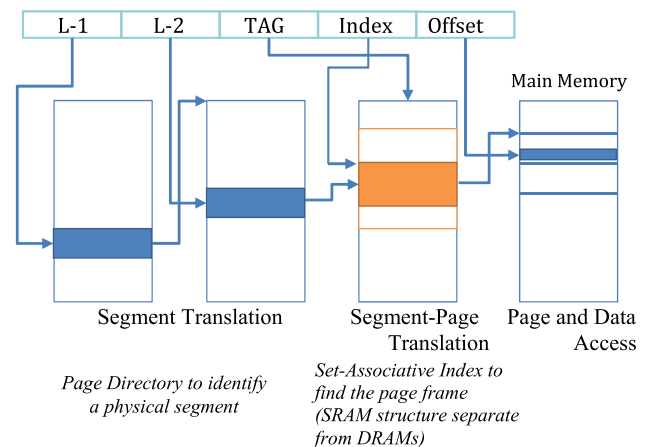 L-1 L-2 TAG Index Offset
Main Memory
Segment Translation
Segment-Page
Translation
Page and Data
Access
Page Directory to identify
a physical segment
Set-Associative Index to
find the page frame
(SRAM structure separate
from DRAMs)